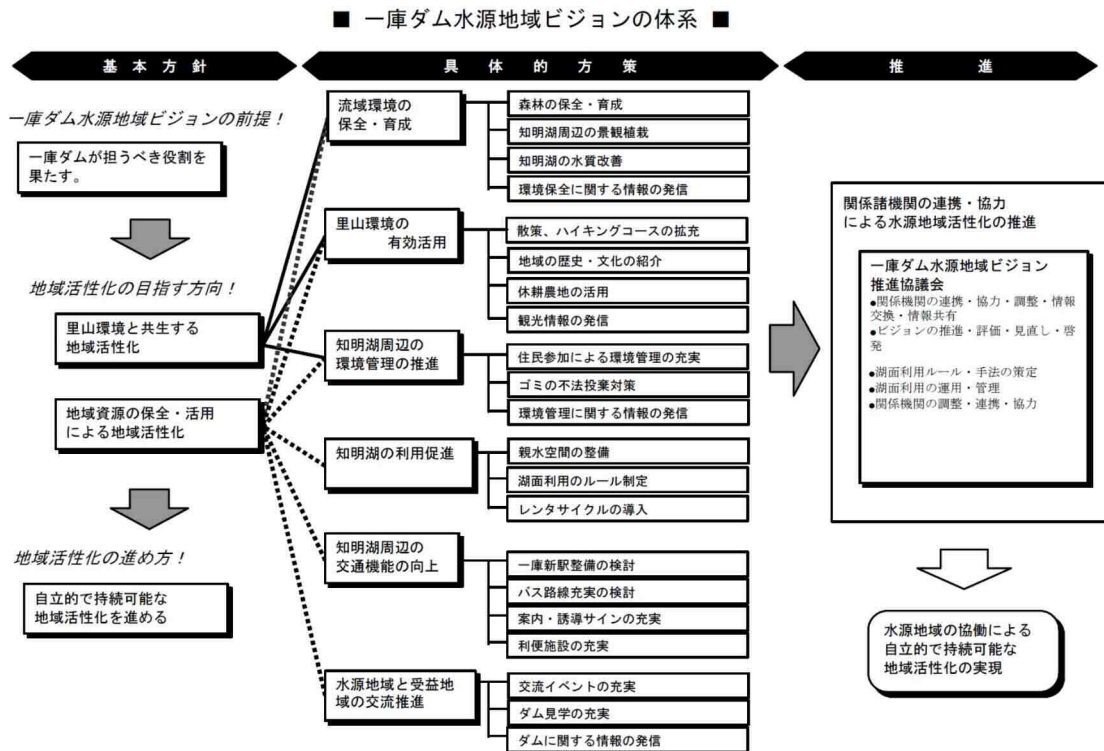 ■ 一庫ダム水源地域ビジョンの体系 ■
基本方針
一庫ダム水源地域ビジョンの前提!
一庫ダムが担うべき役割を
果たす。
地域活性化の目指す方向!
里山環境と共生する
地域活性化
地域資源の保全・活用
による地域活性化
地域活性化の進め方!
自立的で持続可能な
地域活性化を進める
具体的方策
流域環境の
保全・育成
森林の保全・育成
知明湖周辺の景観植栽
知明湖の水質改善
環境保全に関する情報の発信
里山環境の
有効活用
散策、ハイキングコースの拡充
地域の歴史・文化の紹介
休耕農地の活用
観光情報の発信
知明湖周辺の
環境管理の推進
住民参加による環境管理の充実
ゴミの不法投棄対策
環境管理に関する情報の発信
知明湖の利用促進
親水空間の整備
湖面利用のルール制定
レンタサイクルの導入
知明湖周辺の
交通機能の向上
一庫新駅整備の検討
バス路線充実の検討
案内・誘導サインの充実
利便施設の充実
水源地域と受益地
域の交流推進
交流イベントの充実
ダム見学の充実
ダムに関する情報の発信
推進
関係諸機関の連携・協力
による水源地域活性化の推進
一庫ダム水源地域ビジョン
推進協議会
●関係機関の連携・協力・調整・情報
交換・情報共有
●ビジョンの推進・評価・見直し・啓
発
●湖面利用ルール・手法の策定
●湖面利用の運用・管理
●関係機関の調整・連携・協力
水源地域の協働による
自立的で持続可能な
地域活性化の実現